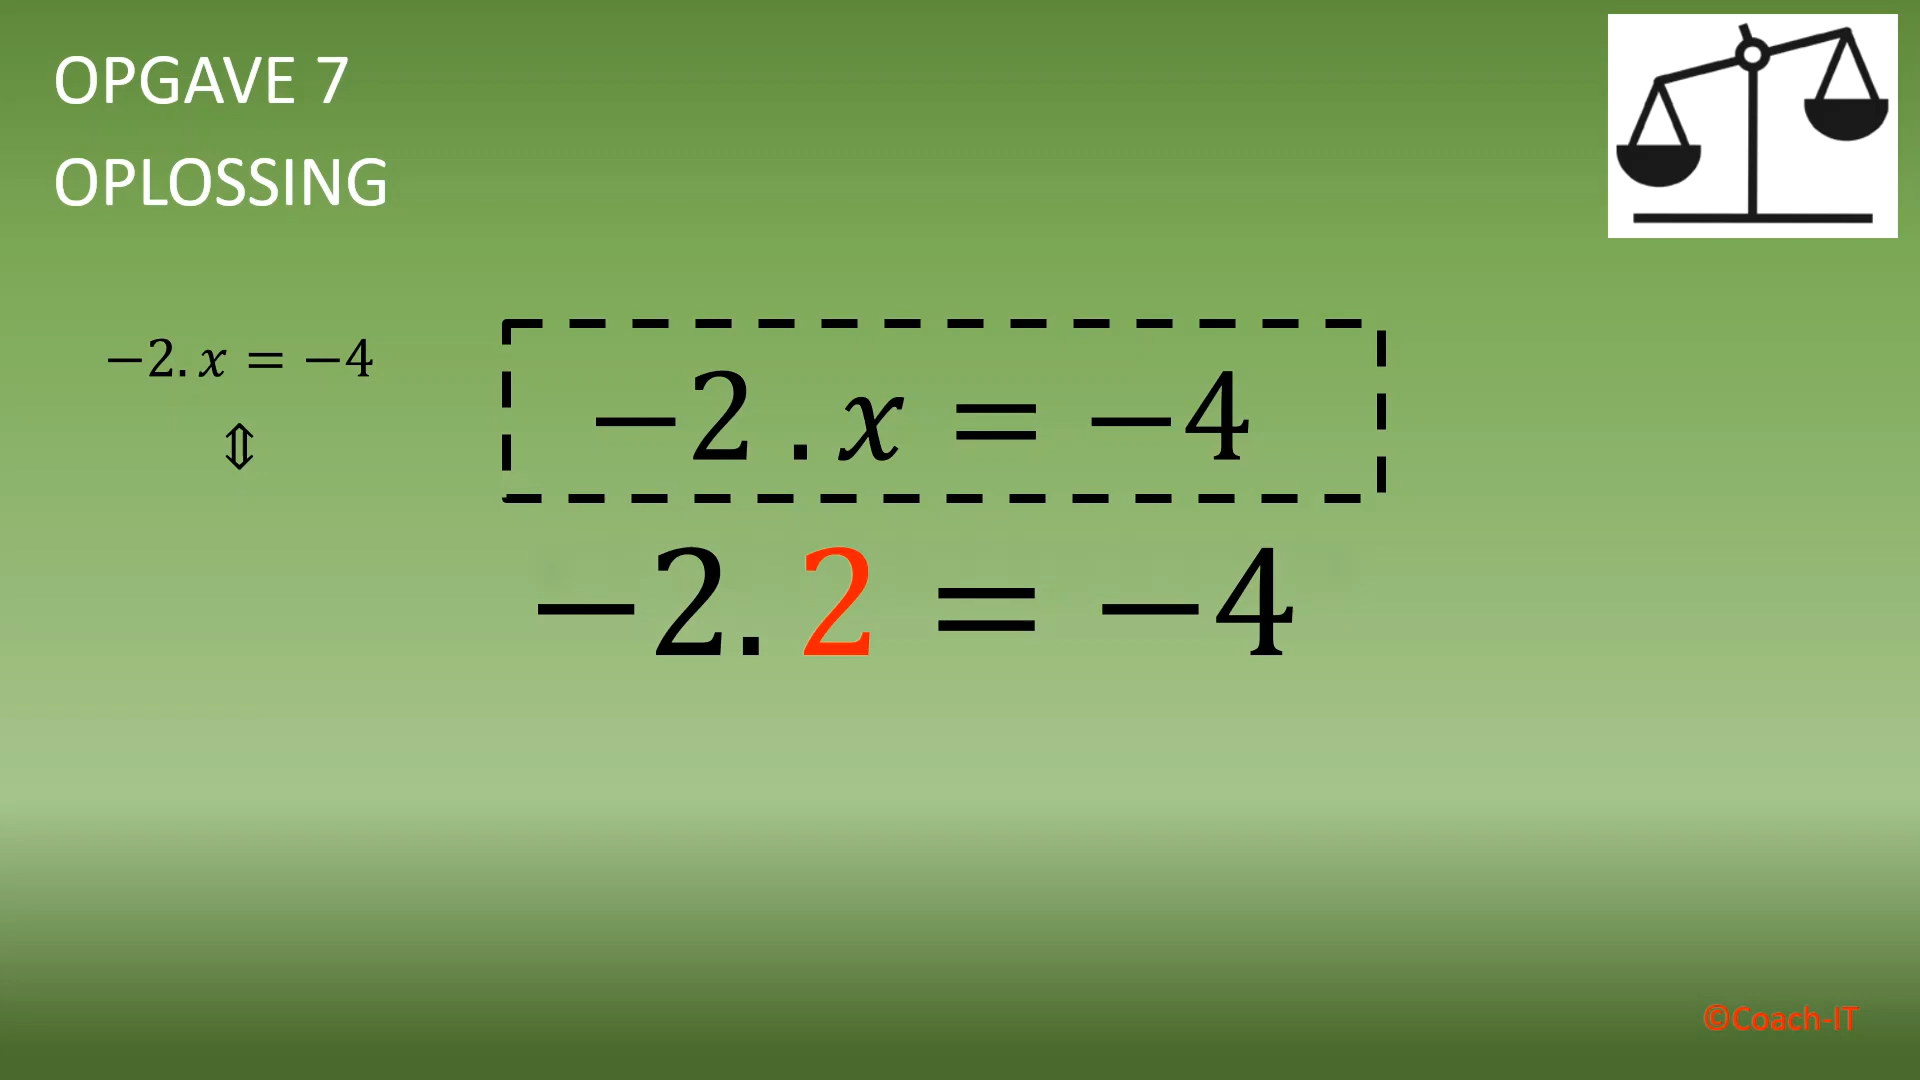 OPGAVE 7
OPLOSSING
−2. x = −4
⇕
−2 . x = −4
−2. 2 = −4
©Coach-IT